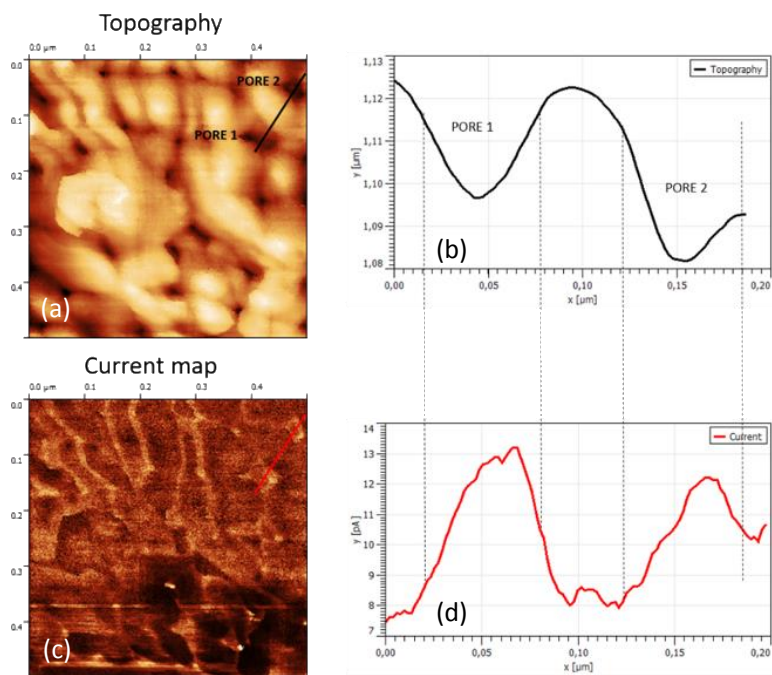 Topography
0.0 µm 0.1 0.2 0.3 0.4
0.0
0.1
0.2
0.3
0.4
PORE 2
PORE 1
(a)
1,13
1,12
1,11
1,10
1,09
1,08
y [µm]
Topography
PORE 1
PORE 2
(b)
0,00 0,05 0,10 0,15 0,20
x [µm]
Current map
0.0 µm 0.1 0.2 0.3 0.4
0.0
0.1
0.2
0.3
0.4
(c)
14
13
12
11
10
9
8
7
y [pA]
Current
(d)
0,00 0,05 0,10 0,15 0,20
x [µm]